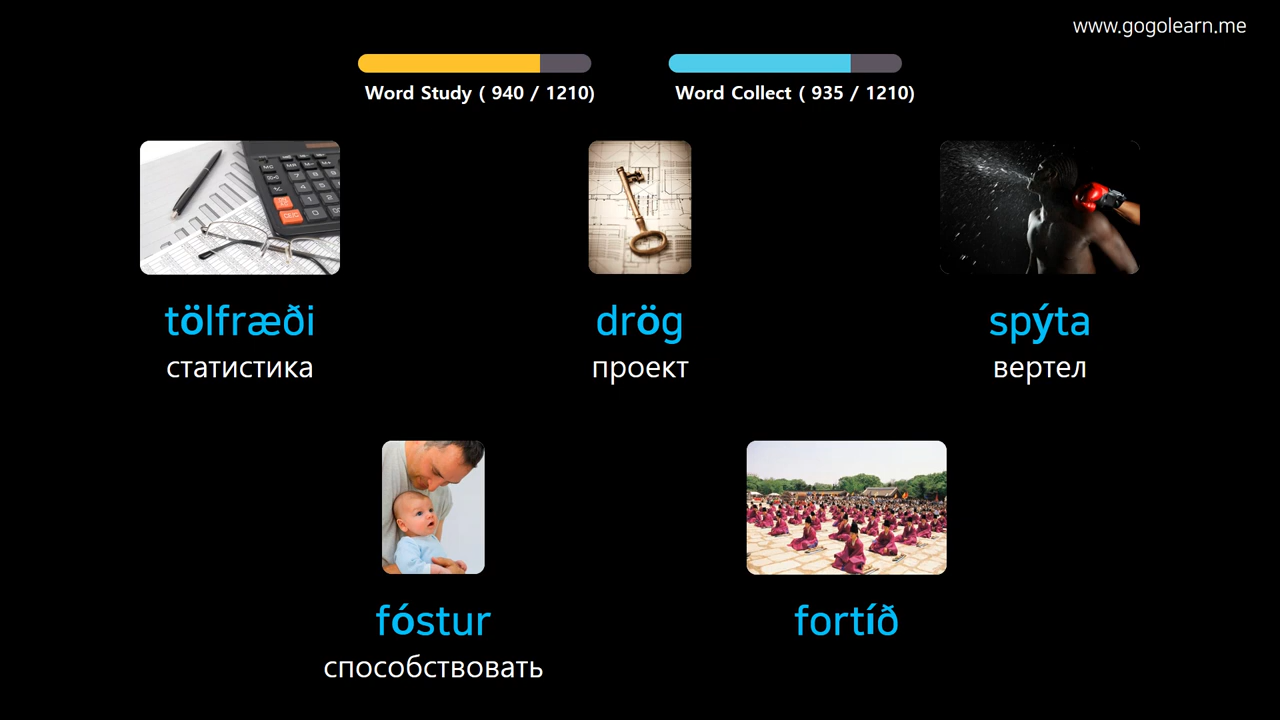 www.gogolearn.me
Word Study ( 940 / 1210)
Word Collect ( 935 / 1210)
tölfræði
статистика
drög
проект
spýta
вертел
fóstur
способствовать
fortíð